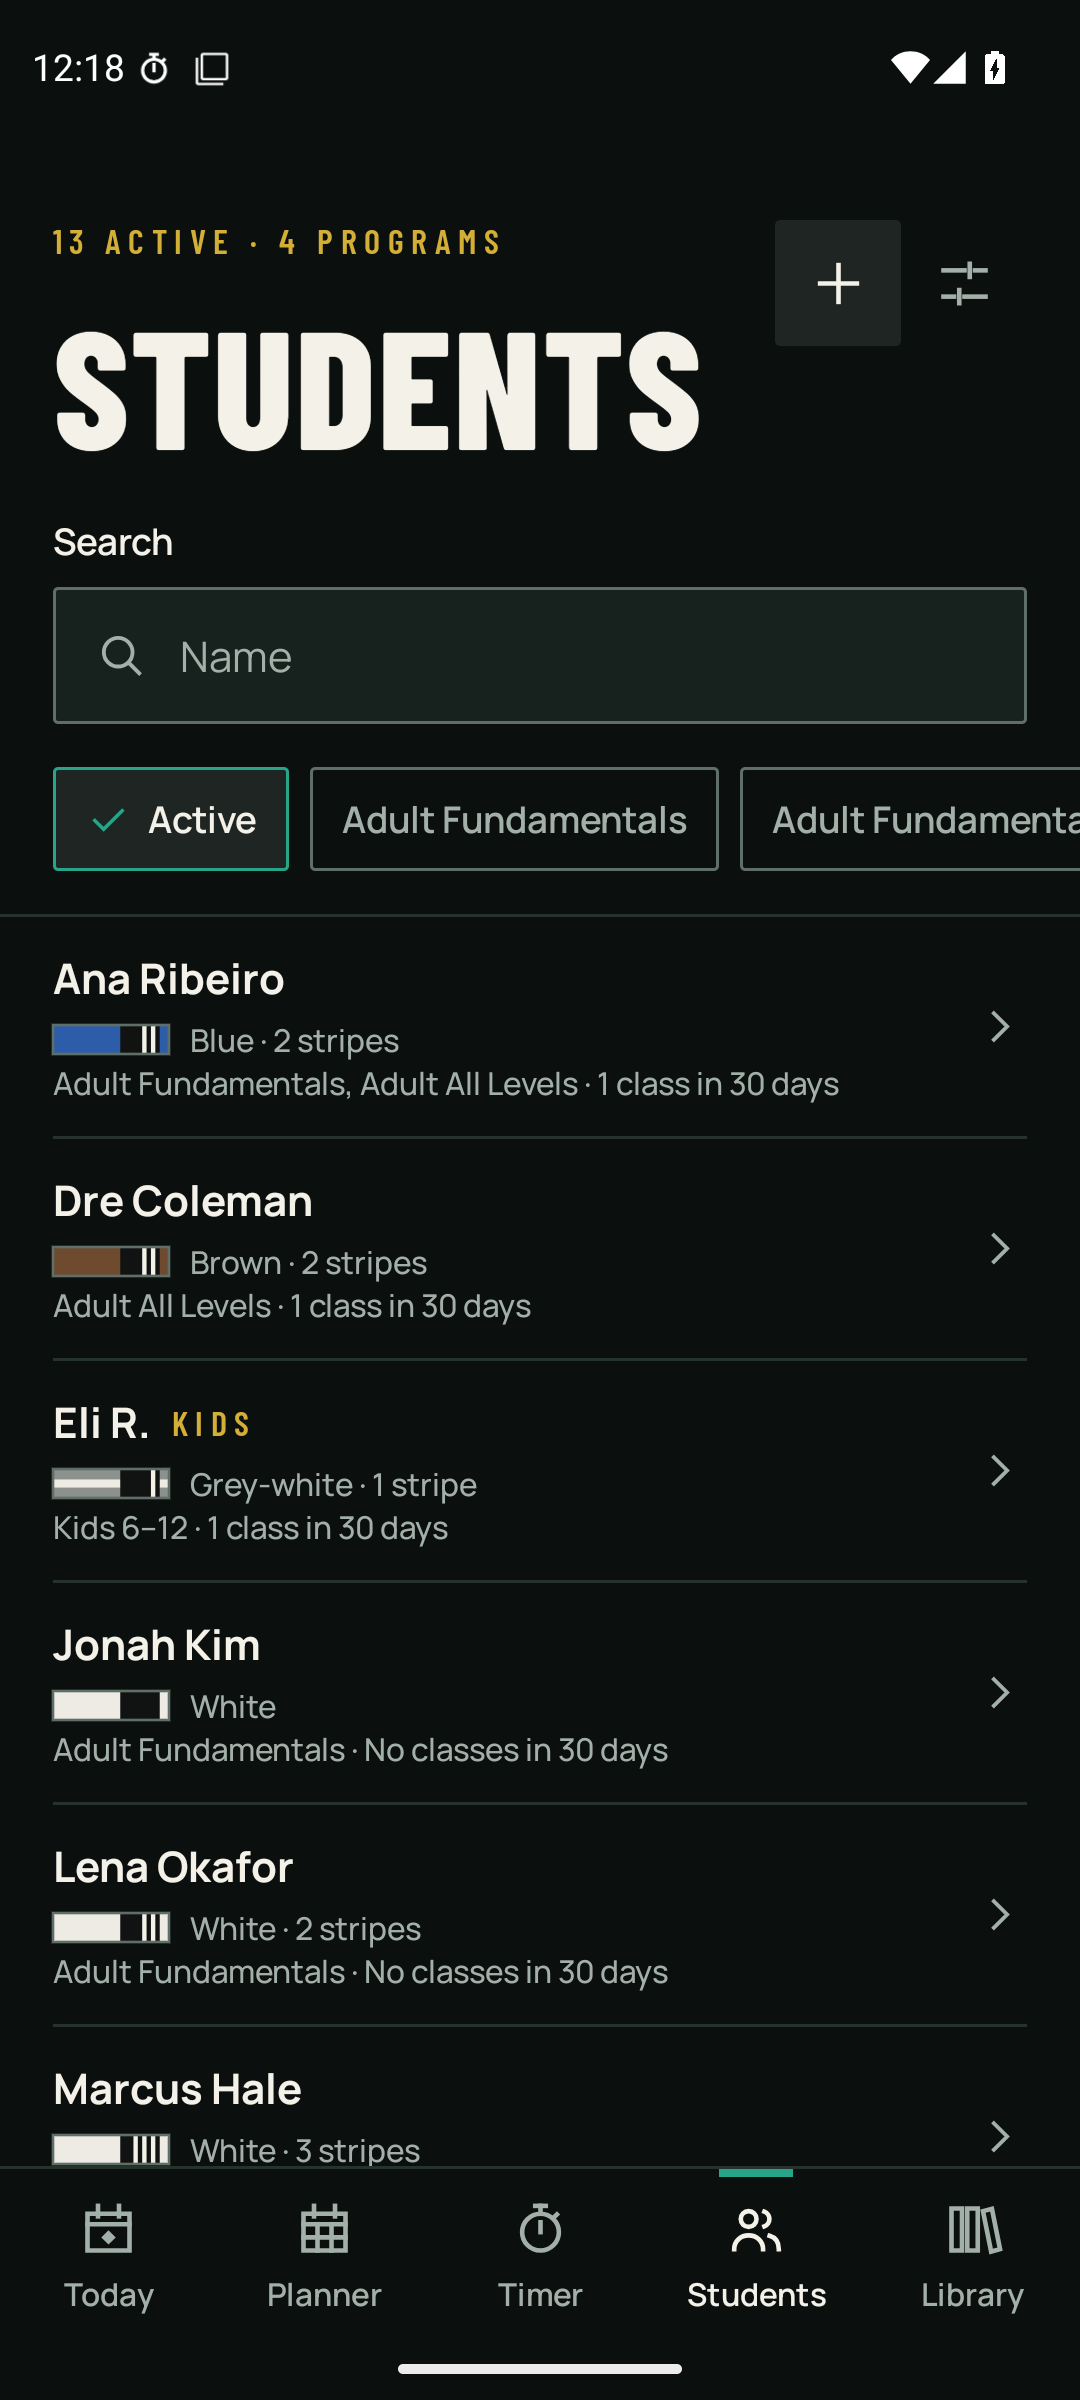 12:18
13 ACTIVE · 4 PROGRAMS
STUDENTS
Search
Name
Active
Adult Fundamentals
Adult Fundamenta
Ana Ribeiro
Blue · 2 stripes
Adult Fundamentals, Adult All Levels · 1 class in 30 days
Dre Coleman
Brown · 2 stripes
Adult All Levels · 1 class in 30 days
Eli R. KIDS
Grey-white · 1 stripe
Kids 6–12 · 1 class in 30 days
Jonah Kim
White
Adult Fundamentals · No classes in 30 days
Lena Okafor
White · 2 stripes
Adult Fundamentals · No classes in 30 days
Marcus Hale
White · 3 stripes
Today
Planner
Timer
Students
Library